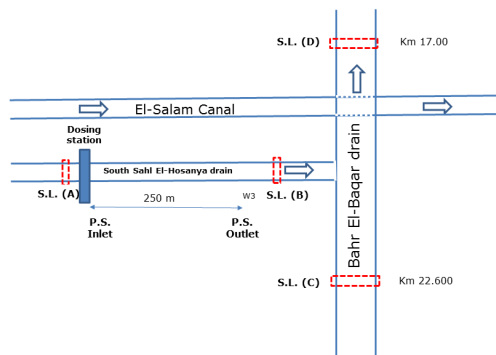 S.L. (D)
Km 17.00
El-Salam Canal
Dosing
station
South Sahl El-Hosanya drain
S.L. (A)
250 m
W3
S.L. (B)
P.S.
Inlet
P.S.
Outlet
Bahr El-Baqar drain
S.L. (C)
Km 22.600